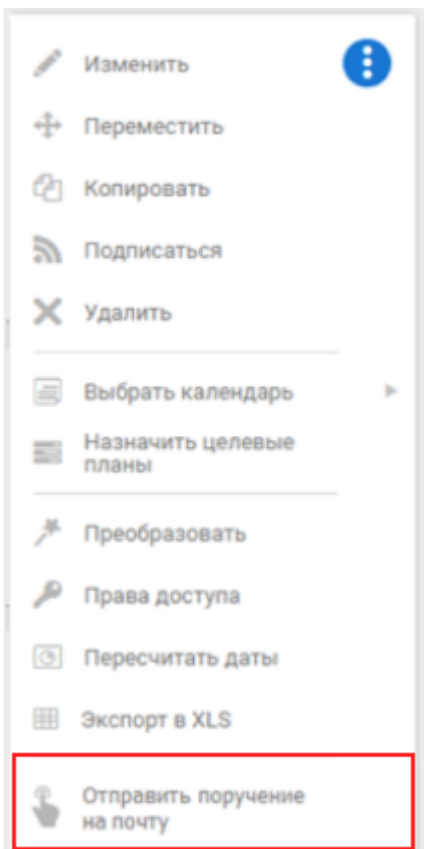 Изменить
Переместить
Копировать
Подписаться
Удалить
Выбрать календарь
Назначить целевые
планы
Преобразовать
Права доступа
Пересчитать даты
Экспорт в XLS
Отправить поручение
на почту